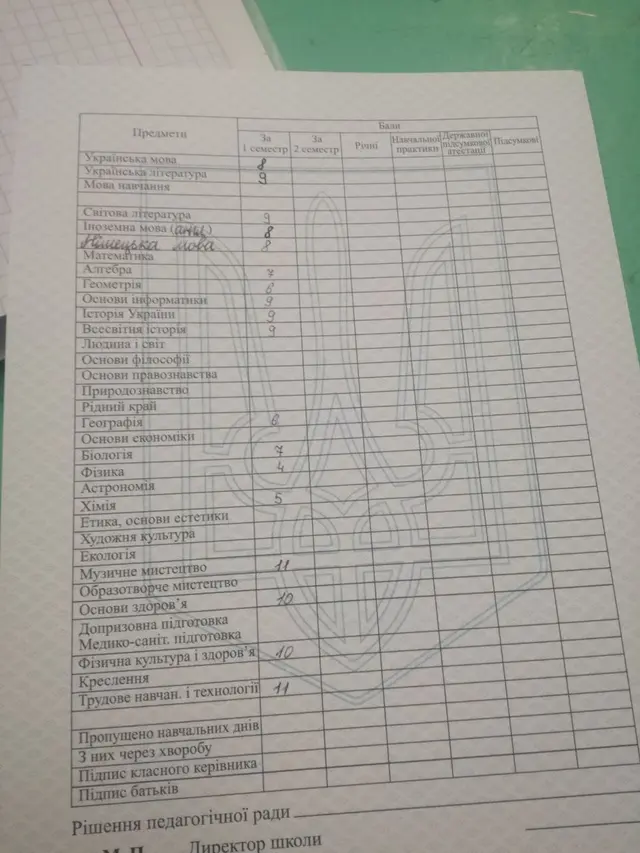 Предмети Бали
За 1 семестр За 2 семестр Річні Навчальної практики Державної підсумкової атестації Підсумкові
Українська мова 8
Українська література 9
Мова навчання
Світова література 9
Іноземна мова (англ.) 8
Німецька мова 8
Математика
Алгебра 7
Геометрія 6
Основи інформатики 9
Історія України 9
Всесвітня історія 9
Людина і світ
Основи філософії
Основи правознавства
Природознавство
Рідний край
Географія 6
Основи економіки
Біологія 7
Фізика 4
Астрономія
Хімія 5
Етика, основи естетики
Художня культура
Екологія
Музичне мистецтво 11
Образотворче мистецтво
Основи здоров'я 10
Допризовна підготовка
Медико-саніт. підготовка
Фізична культура і здоров'я 10
Креслення
Трудове навчан. і технології 11
Пропущено навчальних днів
З них через хворобу
Підпис класного керівника
Підпис батьків
Рішення педагогічної ради
М. П. Директор школи